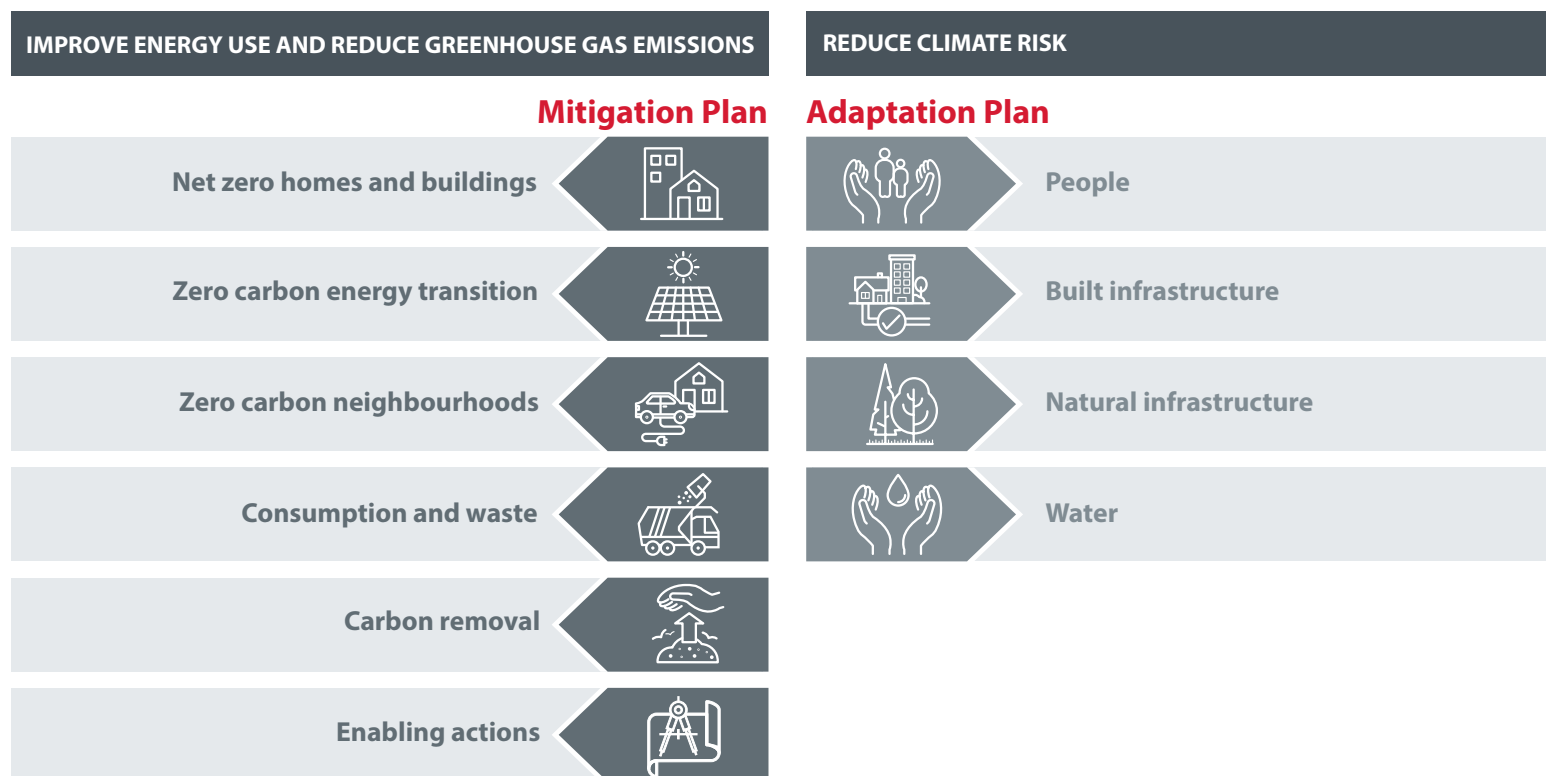 IMPROVE ENERGY USE AND REDUCE GREENHOUSE GAS EMISSIONS
Mitigation Plan
Net zero homes and buildings
Zero carbon energy transition
Zero carbon neighbourhoods
Consumption and waste
Carbon removal
Enabling actions
REDUCE CLIMATE RISK
Adaptation Plan
People
Built infrastructure
Natural infrastructure
Water